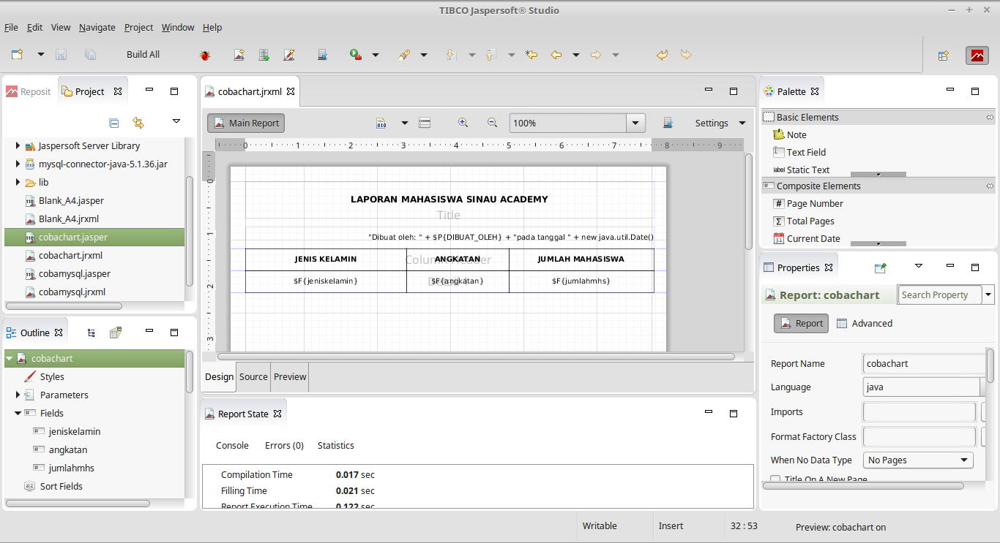 TIBCO Jaspersoft® Studio
File Edit View Navigate Project Window Help
Build All
Reposit Project
Jaspersoft Server Library
mysql-connector-java-5.1.36.jar
lib
Blank_A4.jasper
Blank_A4.jrxml
cobachart.jasper
cobachart.jrxml
cobamysql.jasper
cobamysql.jrxml
Outline
cobachart
Styles
Parameters
Fields
jeniskelamin
angkatan
jumlahmhs
Sort Fields
cobachart.jrxml
Main Report 100% Settings
0 1 2 3 4 5 6 7 8 9
0
1
2
3
LAPORAN MAHASISWA SINAU ACADEMY
Title
"Dibuat oleh: " + $P{DIBUAT_OLEH} + "pada tanggal " + new java.util.Date()
Column Header
JENIS KELAMIN ANGKATAN JUMLAH MAHASISWA
$F{jeniskelamin} $F{angkatan} $F{jumlahmhs}
Design Source Preview
Report State
Console Errors (0) Statistics
Compilation Time 0.017 sec
Filling Time 0.021 sec
Report Execution Time 0.122 sec
Palette
Basic Elements
Note
Text Field
label Static Text
Composite Elements
# Page Number
Σ Total Pages
Current Date
Properties
Report: cobachart Search Property
Report Advanced
Report Name cobachart
Language java
Imports
Format Factory Class
When No Data Type No Pages
Title On A New Page
Writable Insert 32 : 53 Preview: cobachart on